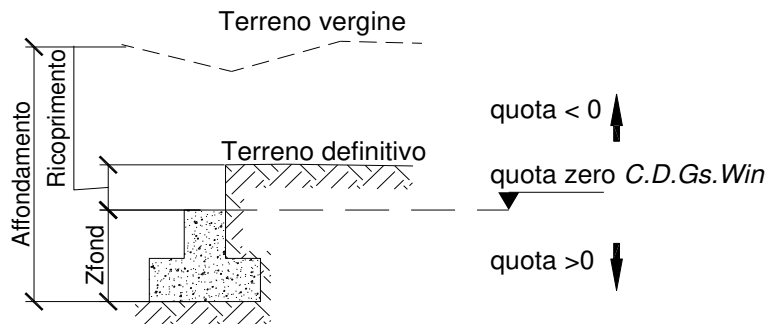 Terreno vergine
Affondamento
Ricoprimento
quota < 0
Terreno definitivo
quota zero C.D.Gs.Win
Zfond
quota >0